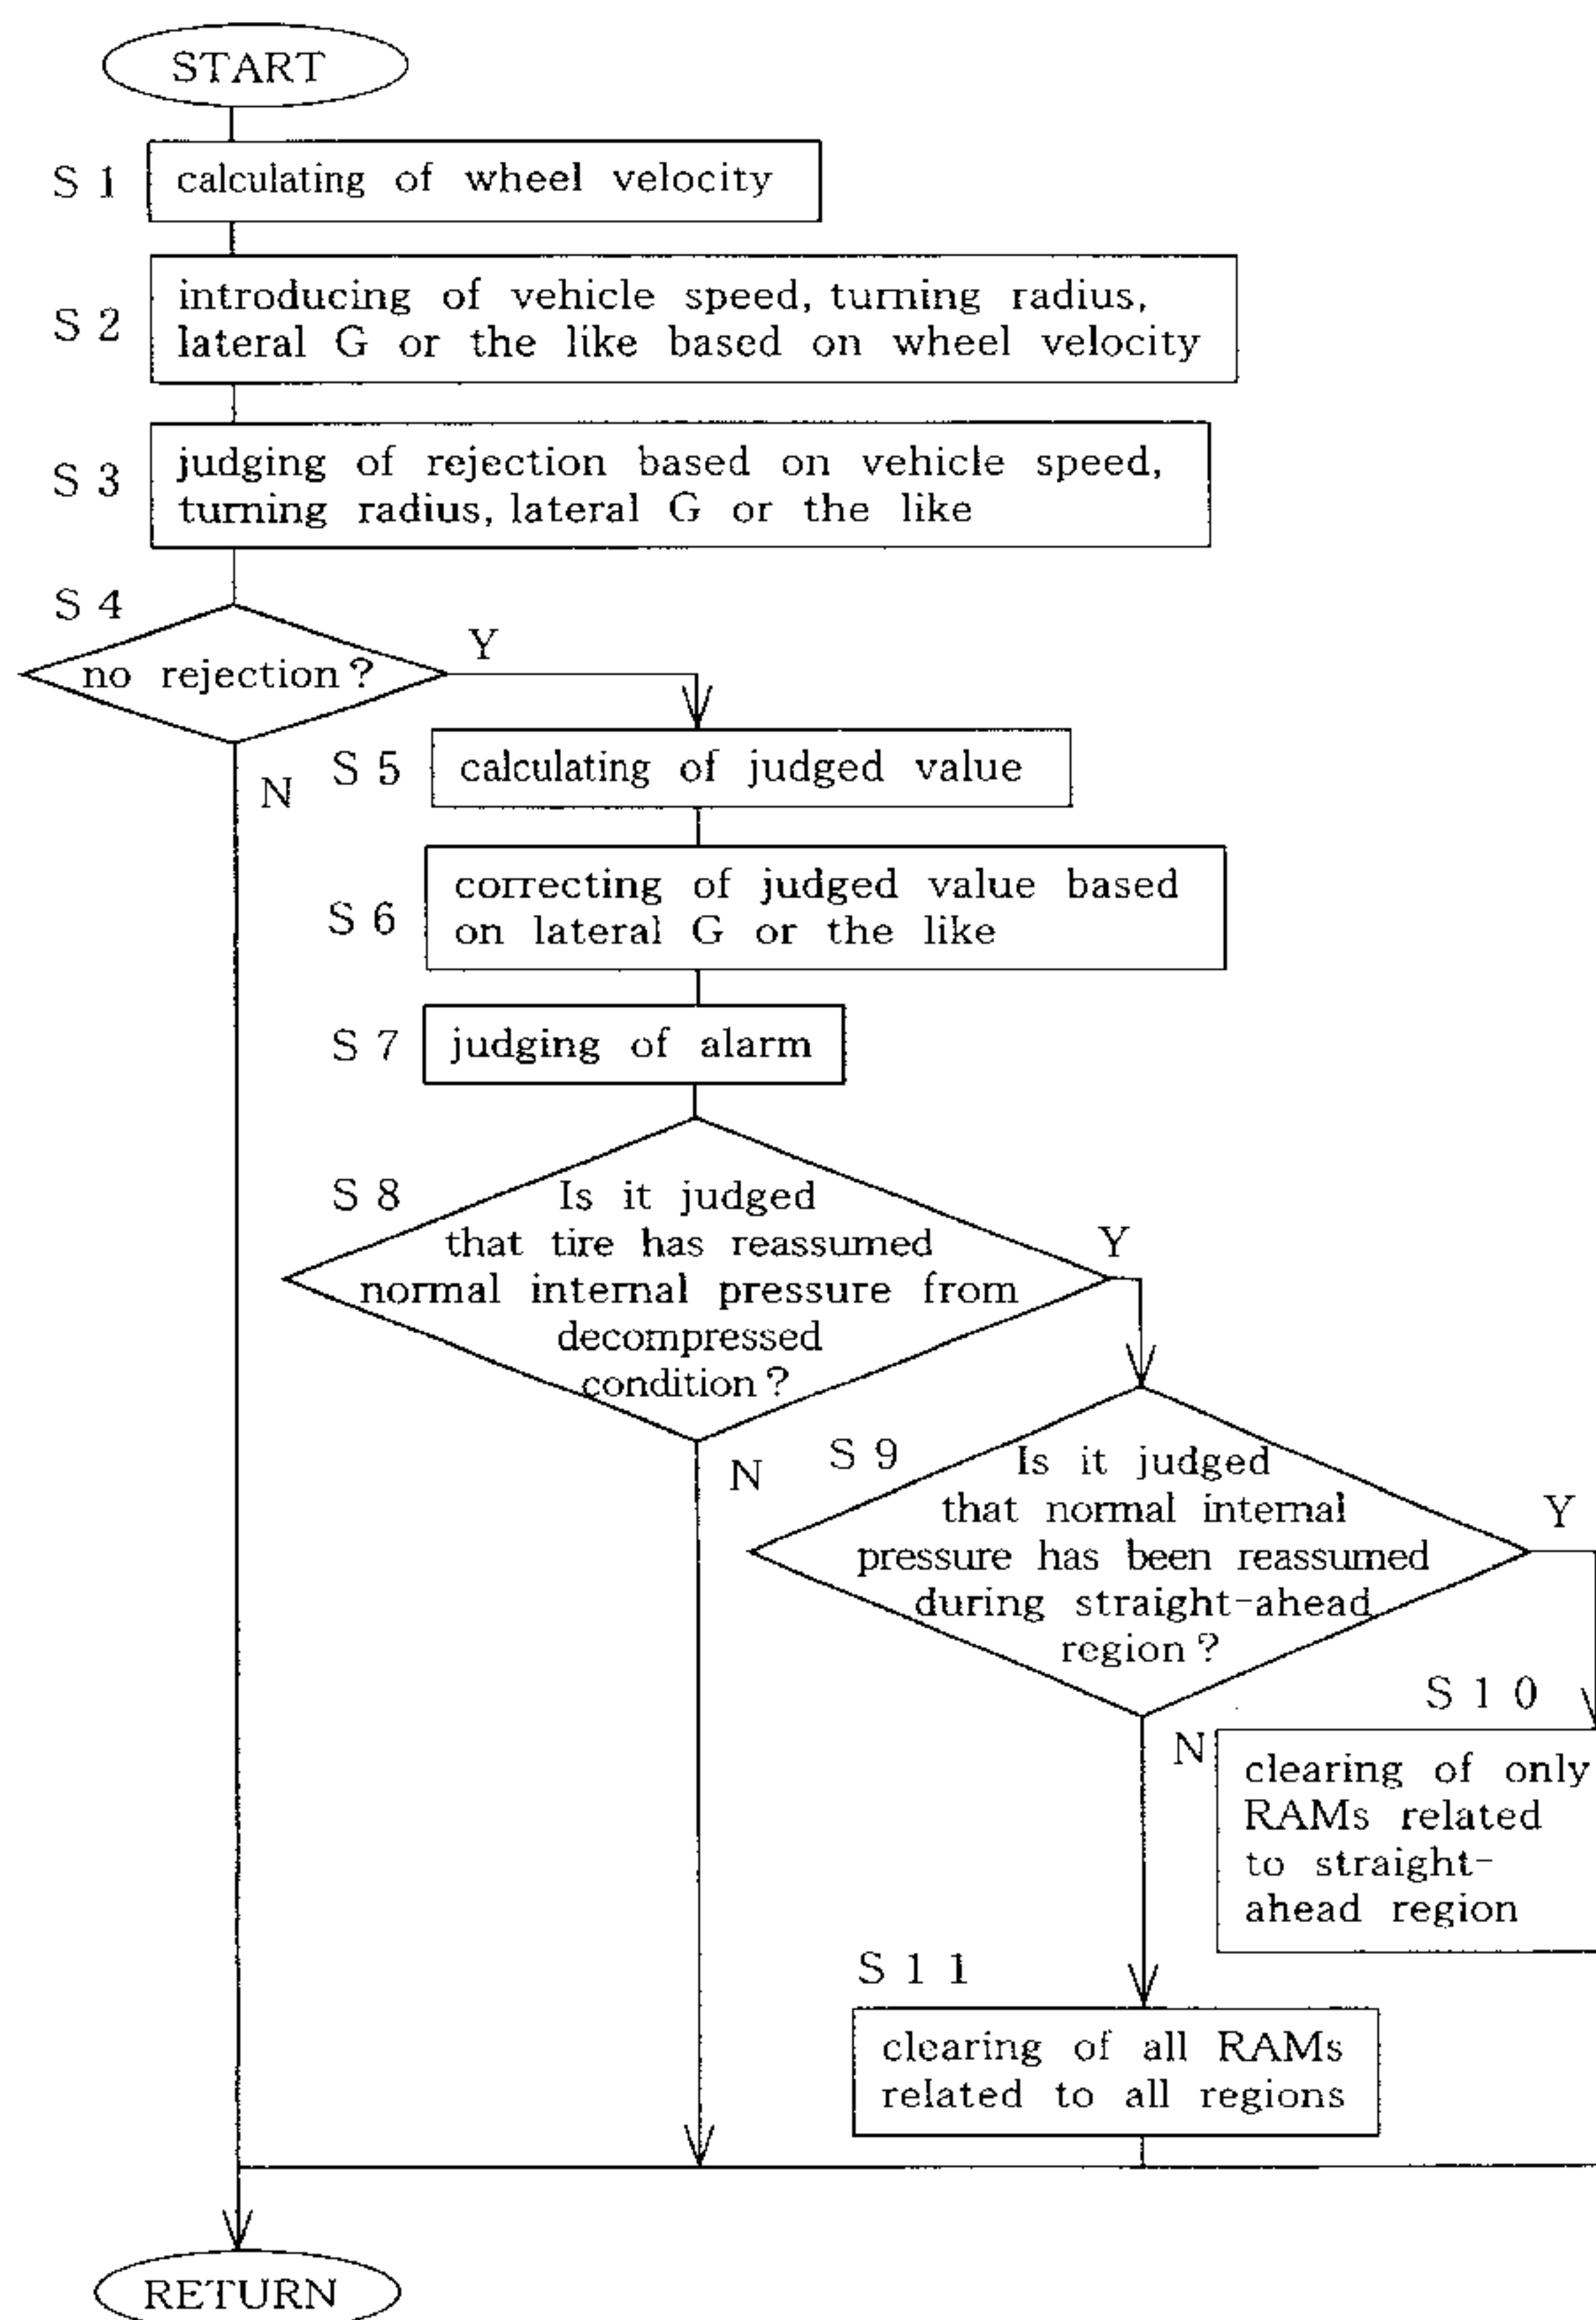 START
S 1
calculating of wheel velocity
S 2
introducing of vehicle speed, turning radius,
lateral G or the like based on wheel velocity
S 3
judging of rejection based on vehicle speed,
turning radius, lateral G or the like
S 4
no rejection?
Y
N
S 5
calculating of judged value
S 6
correcting of judged value based
on lateral G or the like
S 7
judging of alarm
S 8
Is it judged
that tire has reassumed
normal internal pressure from
decompressed
condition?
Y
N
S 9
Is it judged
that normal internal
pressure has been reassumed
during straight-ahead
region?
Y
N
S 1 0
clearing of only
RAMs related
to straight-
ahead region
S 1 1
clearing of all RAMs
related to all regions
RETURN